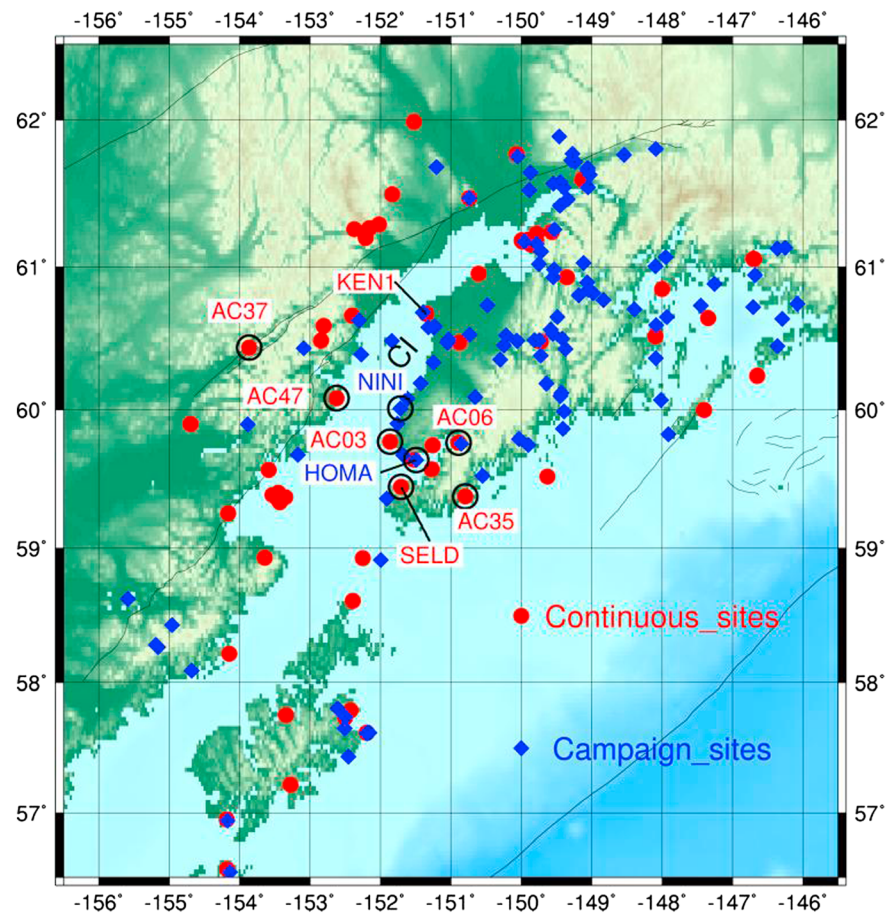 -156° -155° -154° -153° -152° -151° -150° -149° -148° -147° -146°
62° 62°
61° 61°
KEN1
AC37
CI
NINI
AC47
60° 60°
AC06
AC03
HOMA
AC35
SELD
59° 59°
Continuous_sites
58° 58°
Campaign_sites
57° 57°
-156° -155° -154° -153° -152° -151° -150° -149° -148° -147° -146°